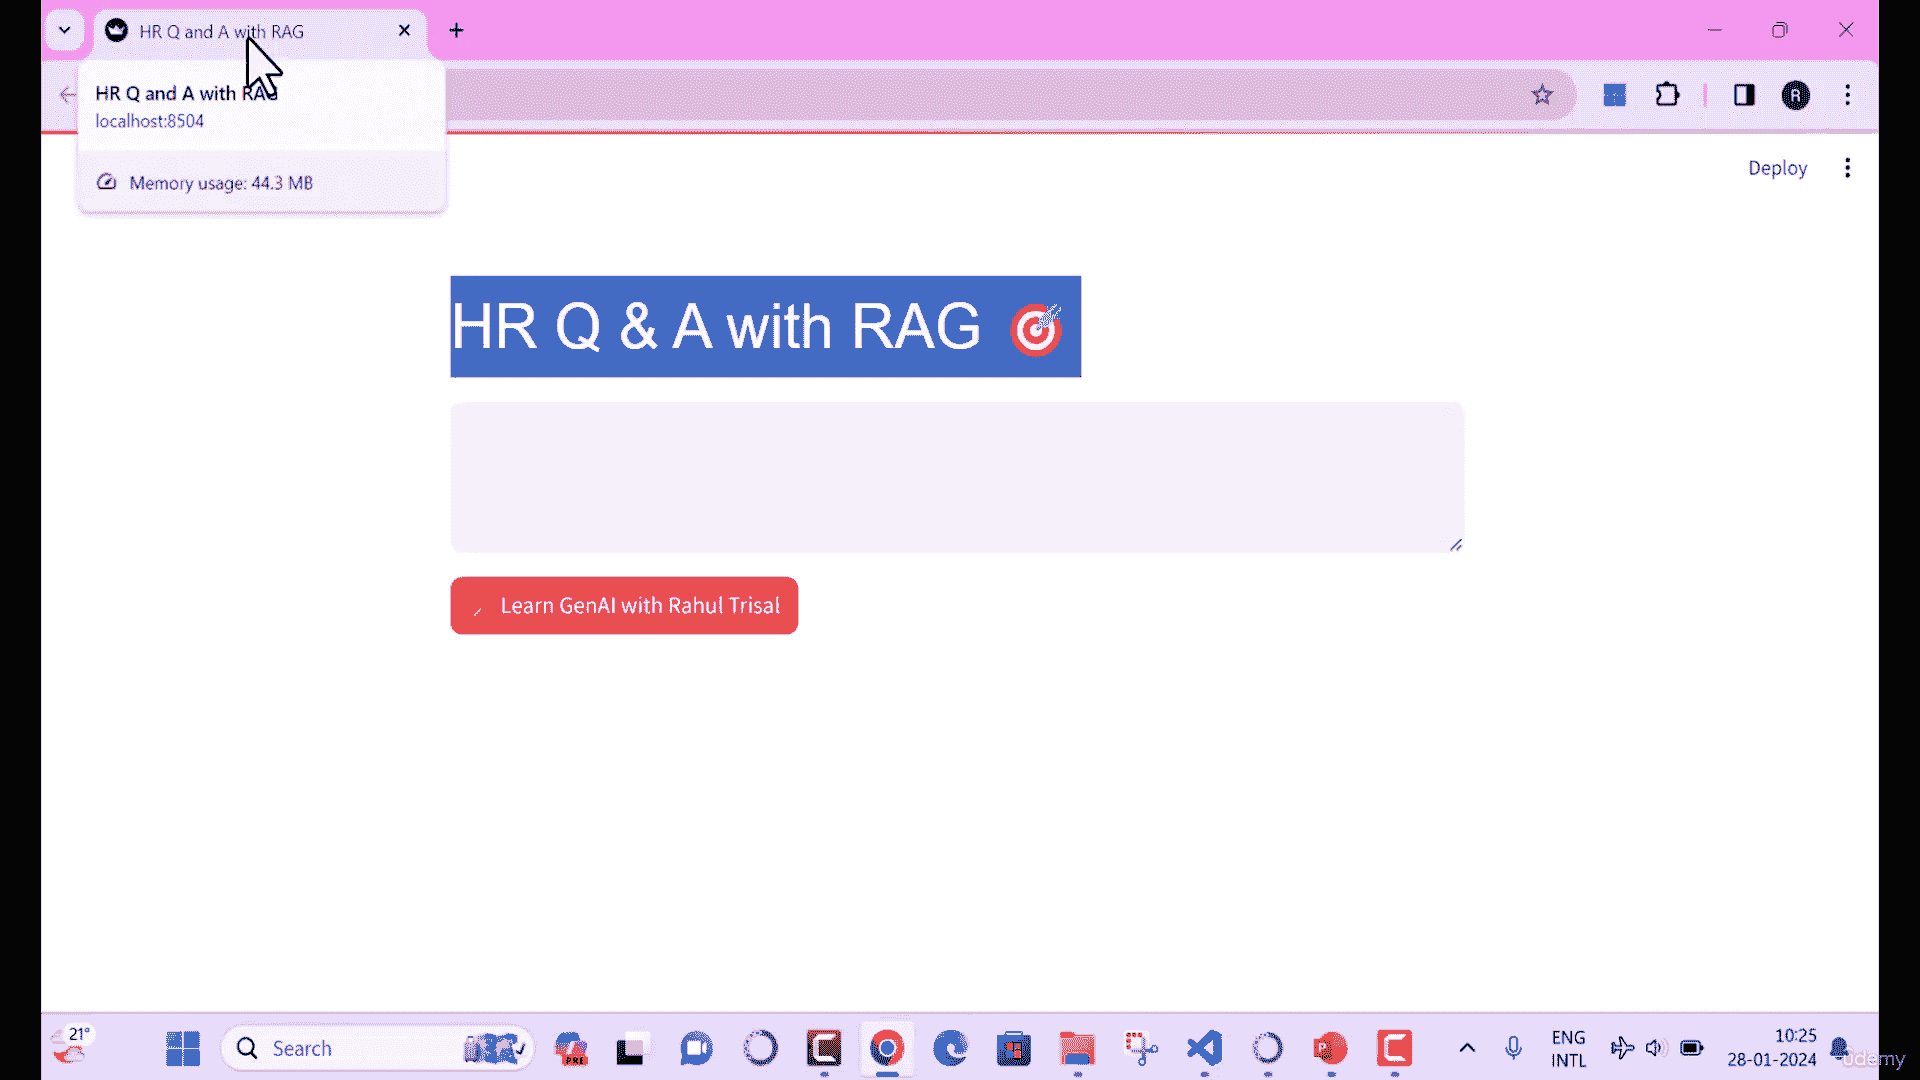 HR Q and A with RAG
HR Q and A with RAG
localhost:8504
R
Memory usage: 44.3 MB
Deploy
HR Q & A with RAG
Learn GenAI with Rahul Trisal
21°
Search
PRE
ENG
INTL
10:25
28-01-2024
udemy